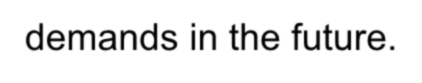 demands in the future.